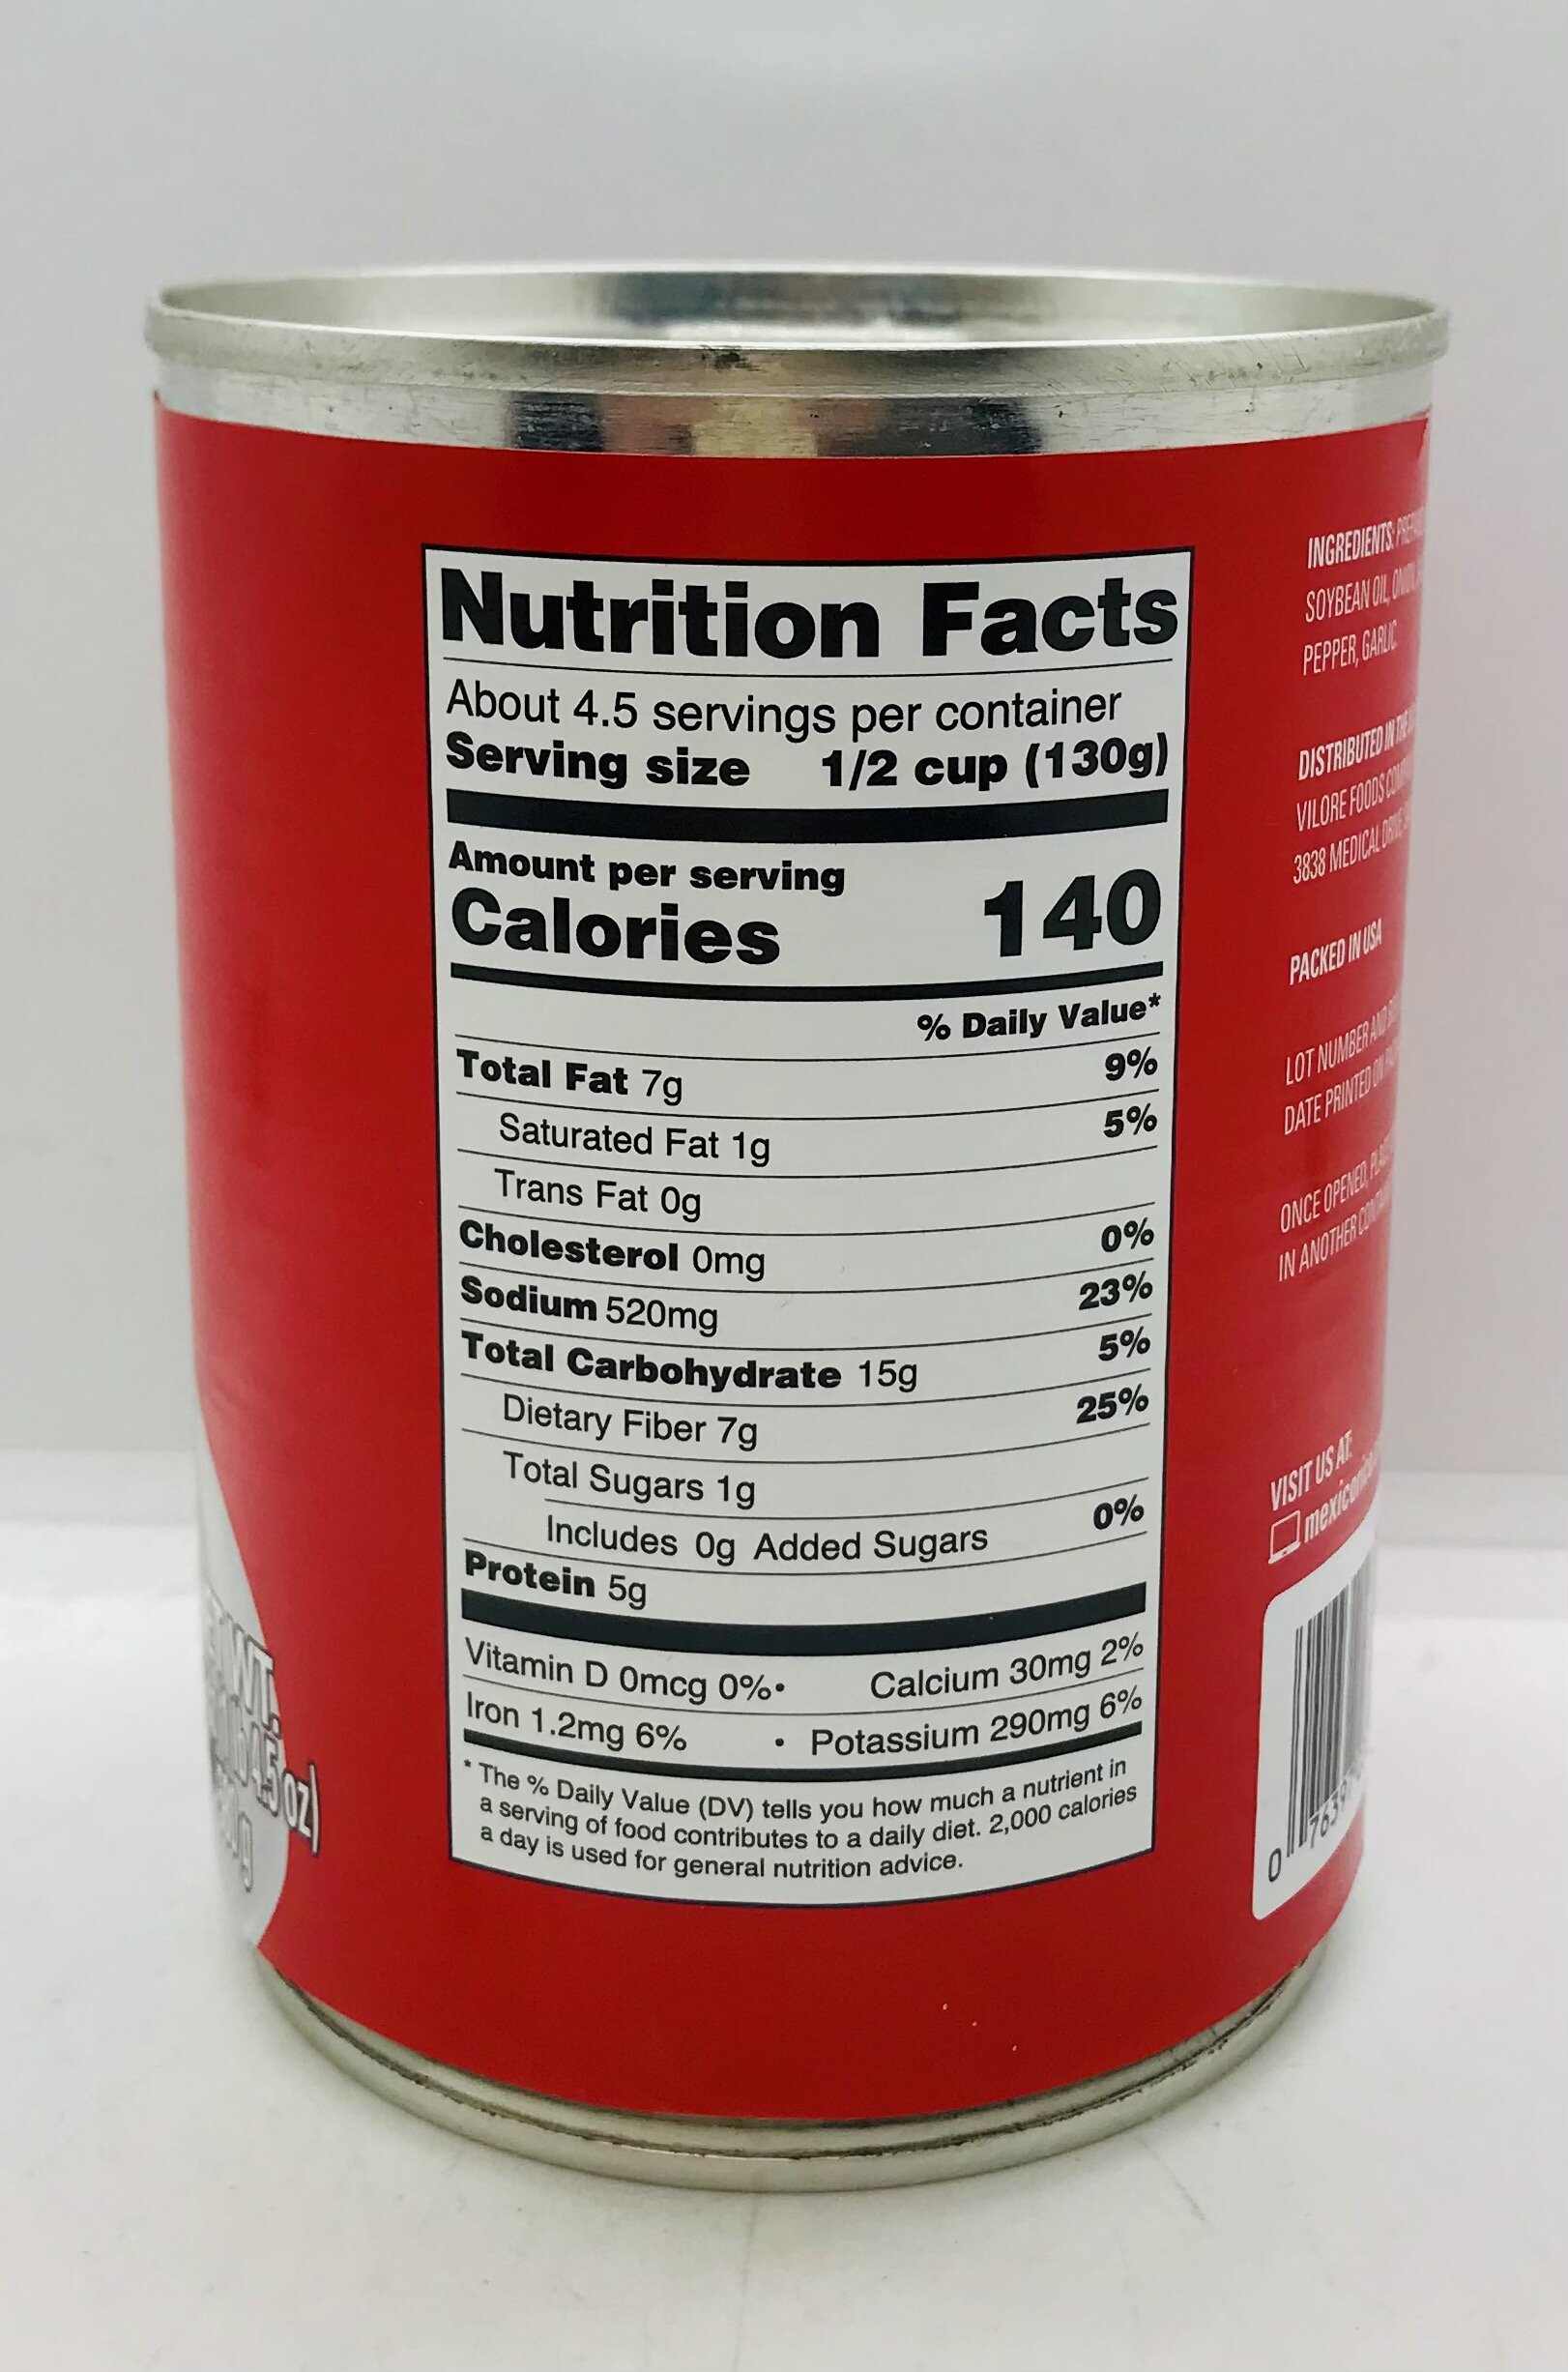 Nutrition Facts
About 4.5 servings per container
Serving size 1/2 cup (130g)
Amount per serving
Calories 140
% Daily Value*
Total Fat 7g 9%
Saturated Fat 1g 5%
Trans Fat 0g
Cholesterol 0mg 0%
Sodium 520mg 23%
Total Carbohydrate 15g 5%
Dietary Fiber 7g 25%
Total Sugars 1g
Includes 0g Added Sugars 0%
Protein 5g
Vitamin D 0mcg 0% • Calcium 30mg 2%
Iron 1.2mg 6% • Potassium 290mg 6%
* The % Daily Value (DV) tells you how much a nutrient in
a serving of food contributes to a daily diet. 2,000 calories
a day is used for general nutrition advice.
INGREDIENTS:
SOYBEAN OIL,
PEPPER, GARLIC.
DISTRIBUTED IN THE
VILORE FOODS
3838 MEDICAL
PACKED IN USA
LOT NUMBER AND
DATE PRINTED ON
ONCE OPENED,
IN ANOTHER
VISIT US AT:
WT.
oz)
g
0